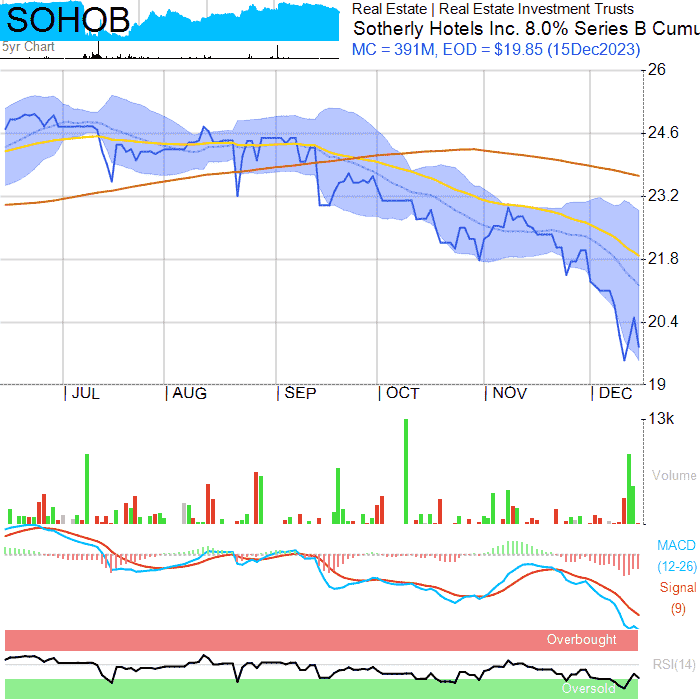 SOHOB
5yr Chart
Real Estate | Real Estate Investment Trusts
Sotherly Hotels Inc. 8.0% Series B Cumu
MC = 391M, EOD = $19.85 (15Dec2023)
26
24.6
23.2
21.8
20.4
19
JUL
AUG
SEP
OCT
NOV
DEC
13k
Volume
MACD
(12-26)
Signal
(9)
Overbought
RSI(14)
Oversold